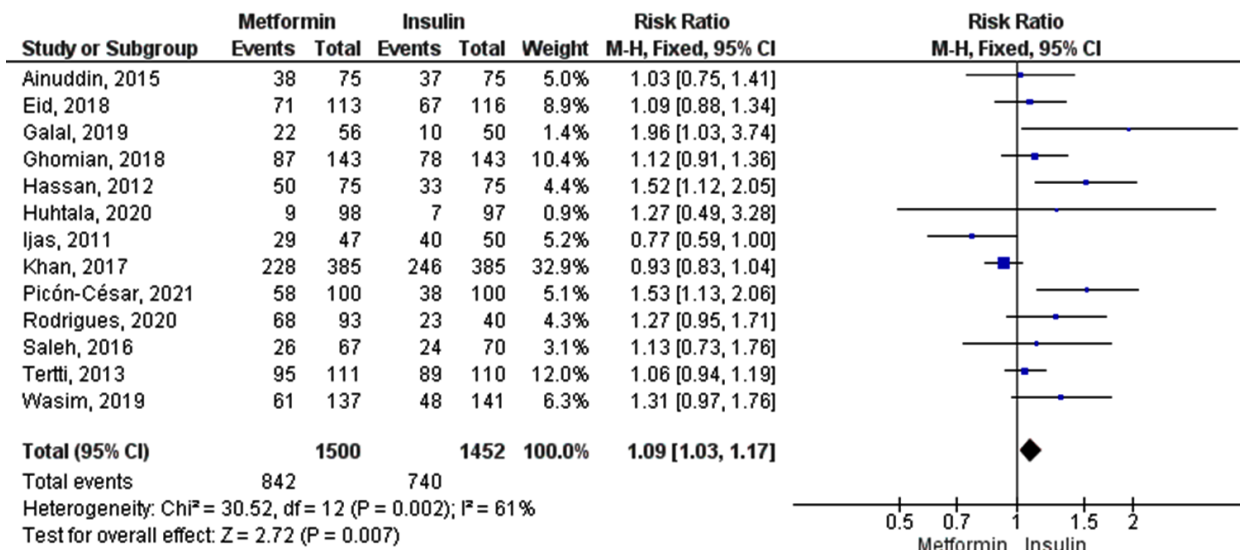 Metformin Insulin Risk Ratio Risk Ratio
Study or Subgroup Events Total Events Total Weight M-H, Fixed, 95% CI M-H, Fixed, 95% CI
Ainuddin, 2015 38 75 37 75 5.0% 1.03 [0.75, 1.41]
Eid, 2018 71 113 67 116 8.9% 1.09 [0.88, 1.34]
Galal, 2019 22 56 10 50 1.4% 1.96 [1.03, 3.74]
Ghomian, 2018 87 143 78 143 10.4% 1.12 [0.91, 1.36]
Hassan, 2012 50 75 33 75 4.4% 1.52 [1.12, 2.05]
Huhtala, 2020 9 98 7 97 0.9% 1.27 [0.49, 3.28]
Ijas, 2011 29 47 40 50 5.2% 0.77 [0.59, 1.00]
Khan, 2017 228 385 246 385 32.9% 0.93 [0.83, 1.04]
Picón-César, 2021 58 100 38 100 5.1% 1.53 [1.13, 2.06]
Rodrigues, 2020 68 93 23 40 4.3% 1.27 [0.95, 1.71]
Saleh, 2016 26 67 24 70 3.1% 1.13 [0.73, 1.76]
Tertti, 2013 95 111 89 110 12.0% 1.06 [0.94, 1.19]
Wasim, 2019 61 137 48 141 6.3% 1.31 [0.97, 1.76]
Total (95% CI) 1500 1452 100.0% 1.09 [1.03, 1.17]
Total events 842 740
Heterogeneity: Chi² = 30.52, df = 12 (P = 0.002); I² = 61%
Test for overall effect: Z = 2.72 (P = 0.007)
0.5 0.7 1 1.5 2
Metformin Insulin